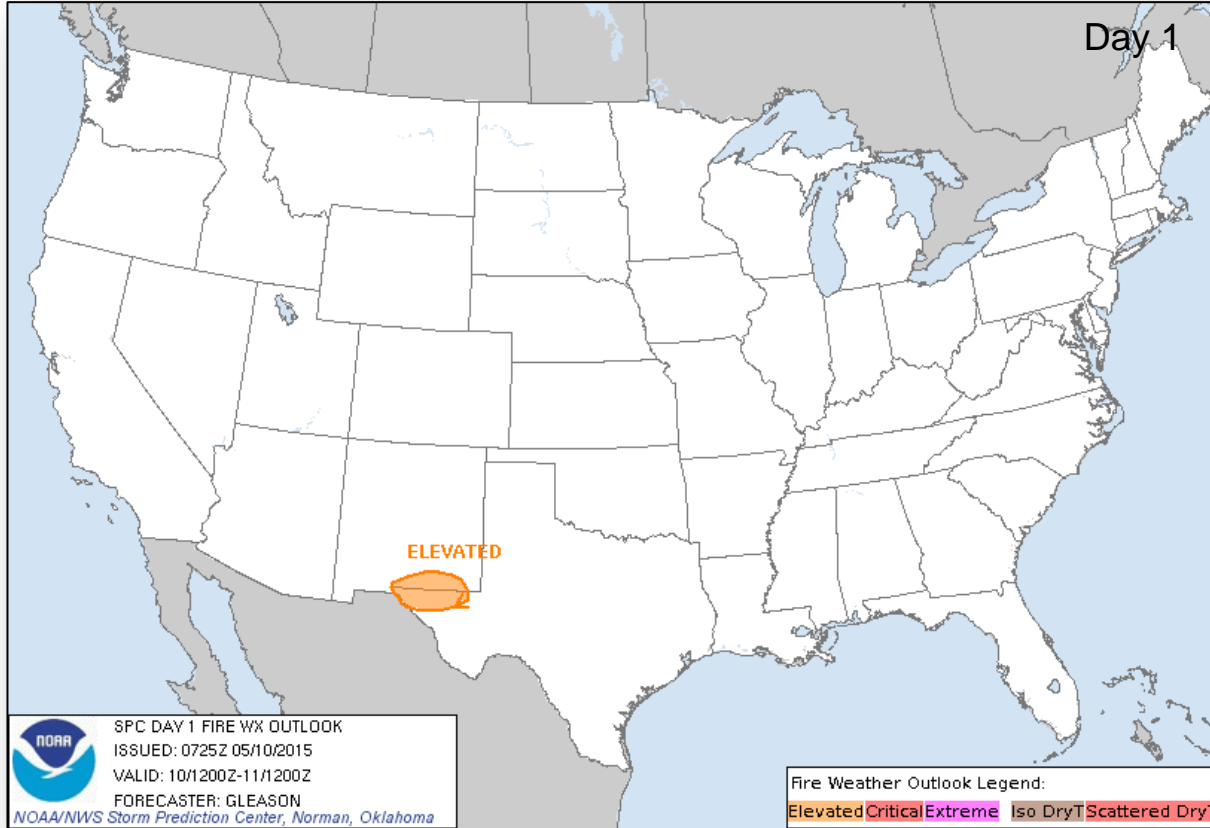 Day 1
ELEVATED
NOAA
SPC DAY 1 FIRE WX OUTLOOK
ISSUED: 0725Z 05/10/2015
VALID: 10/1200Z-11/1200Z
FORECASTER: GLEASON
NOAA/NWS Storm Prediction Center, Norman, Oklahoma
Fire Weather Outlook Legend:
Elevated Critical Extreme Iso DryT Scattered DryT